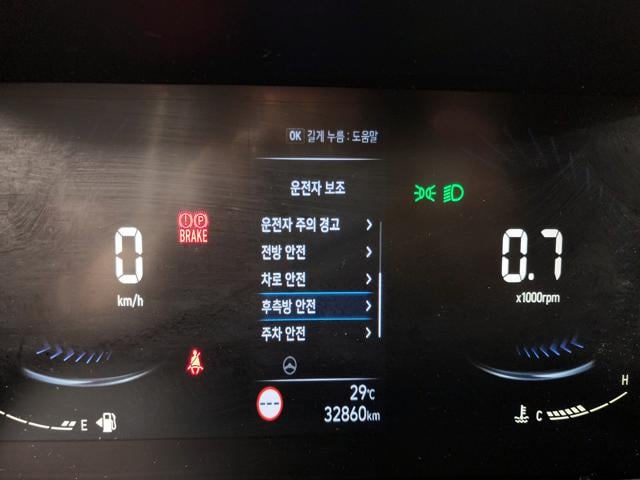 OK 길게 누름 : 도움말
운전자 보조
운전자 주의 경고
전방 안전
차로 안전
후측방 안전
주차 안전
P
BRAKE
0
km/h
0.7
x1000rpm
29℃
32860km
E
C
H